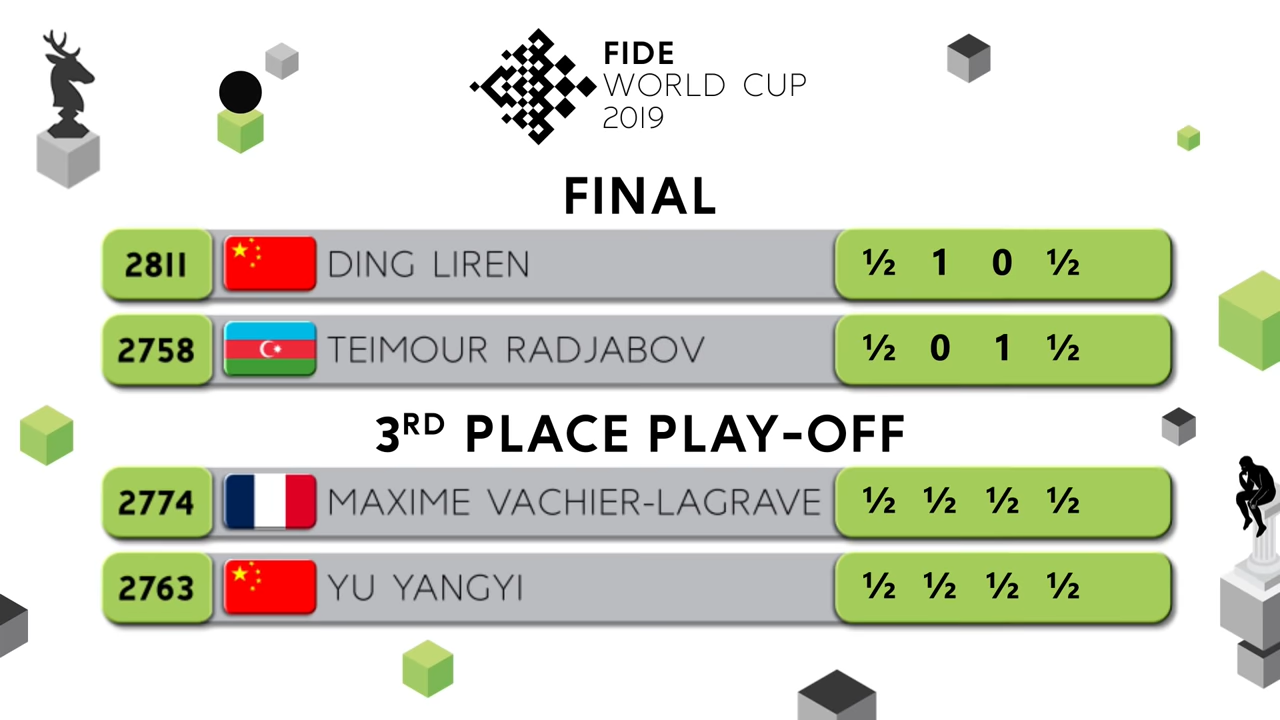 FIDE
WORLD CUP
2019
FINAL
2811 DING LIREN ½ 1 0 ½
2758 TEIMOUR RADJABOV ½ 0 1 ½
3RD PLACE PLAY-OFF
2774 MAXIME VACHIER-LAGRAVE ½ ½ ½ ½
2763 YU YANGYI ½ ½ ½ ½